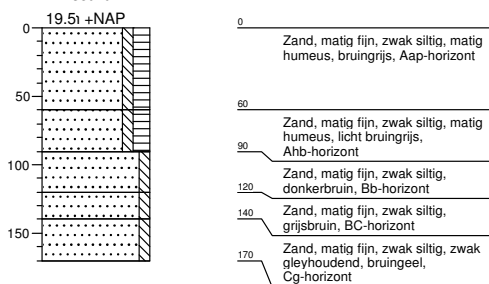 19.51 +NAP
0
50
100
150
0
Zand, matig fijn, zwak siltig, matig
humeus, bruingrijs, Aap-horizont
60
Zand, matig fijn, zwak siltig, matig
humeus, licht bruingrijs,
Ahb-horizont
90
Zand, matig fijn, zwak siltig,
donkerbruin, Bb-horizont
120
Zand, matig fijn, zwak siltig,
grijsbruin, BC-horizont
140
Zand, matig fijn, zwak siltig, zwak
gleyhoudend, bruingeel,
Cg-horizont
170